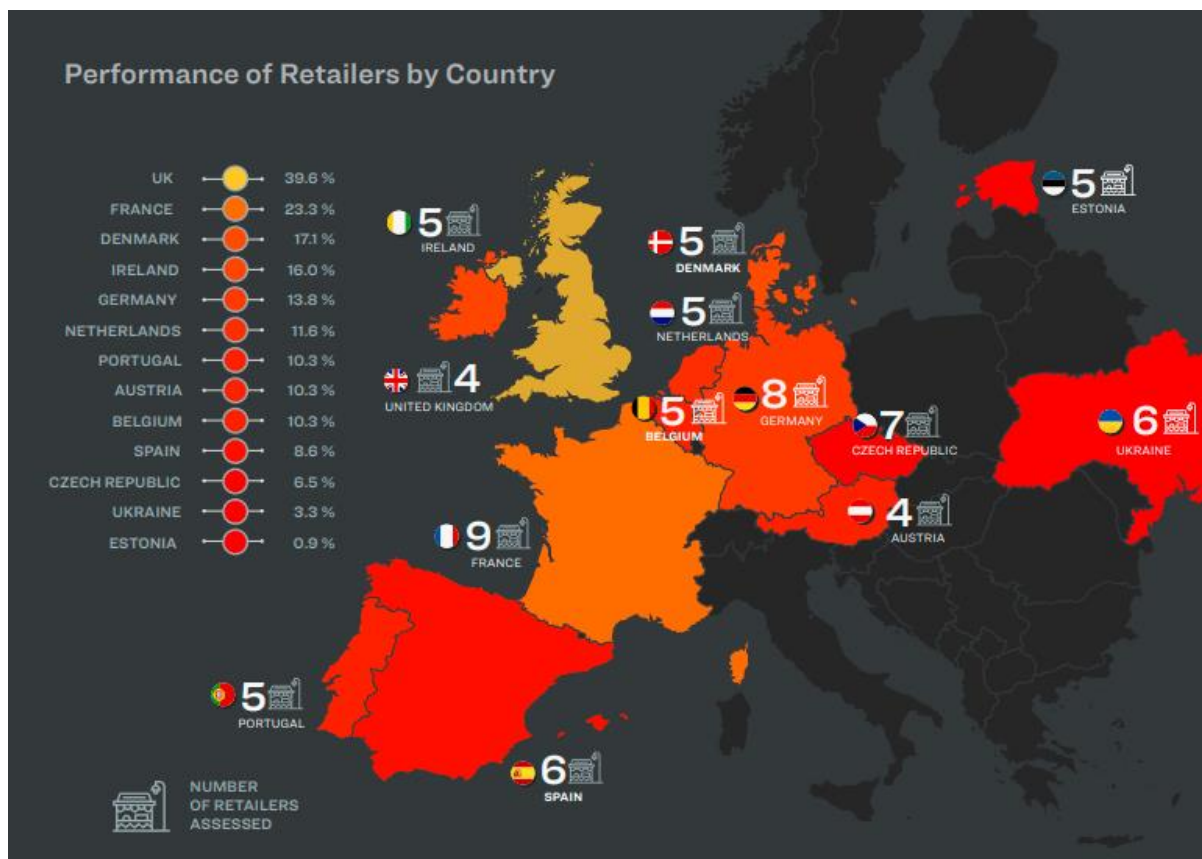 Performance of Retailers by Country
UK 39.6 %
FRANCE 23.3 %
DENMARK 17.1 %
IRELAND 16.0 %
GERMANY 13.8 %
NETHERLANDS 11.6 %
PORTUGAL 10.3 %
AUSTRIA 10.3 %
BELGIUM 10.3 %
SPAIN 8.6 %
CZECH REPUBLIC 6.5 %
UKRAINE 3.3 %
ESTONIA 0.9 %
5
ESTONIA
5
IRELAND
5
DENMARK
5
NETHERLANDS
4
UNITED KINGDOM
8
GERMANY
5
BELGIUM
7
CZECH REPUBLIC
6
UKRAINE
4
AUSTRIA
9
FRANCE
5
PORTUGAL
6
SPAIN
NUMBER
OF RETAILERS
ASSESSED